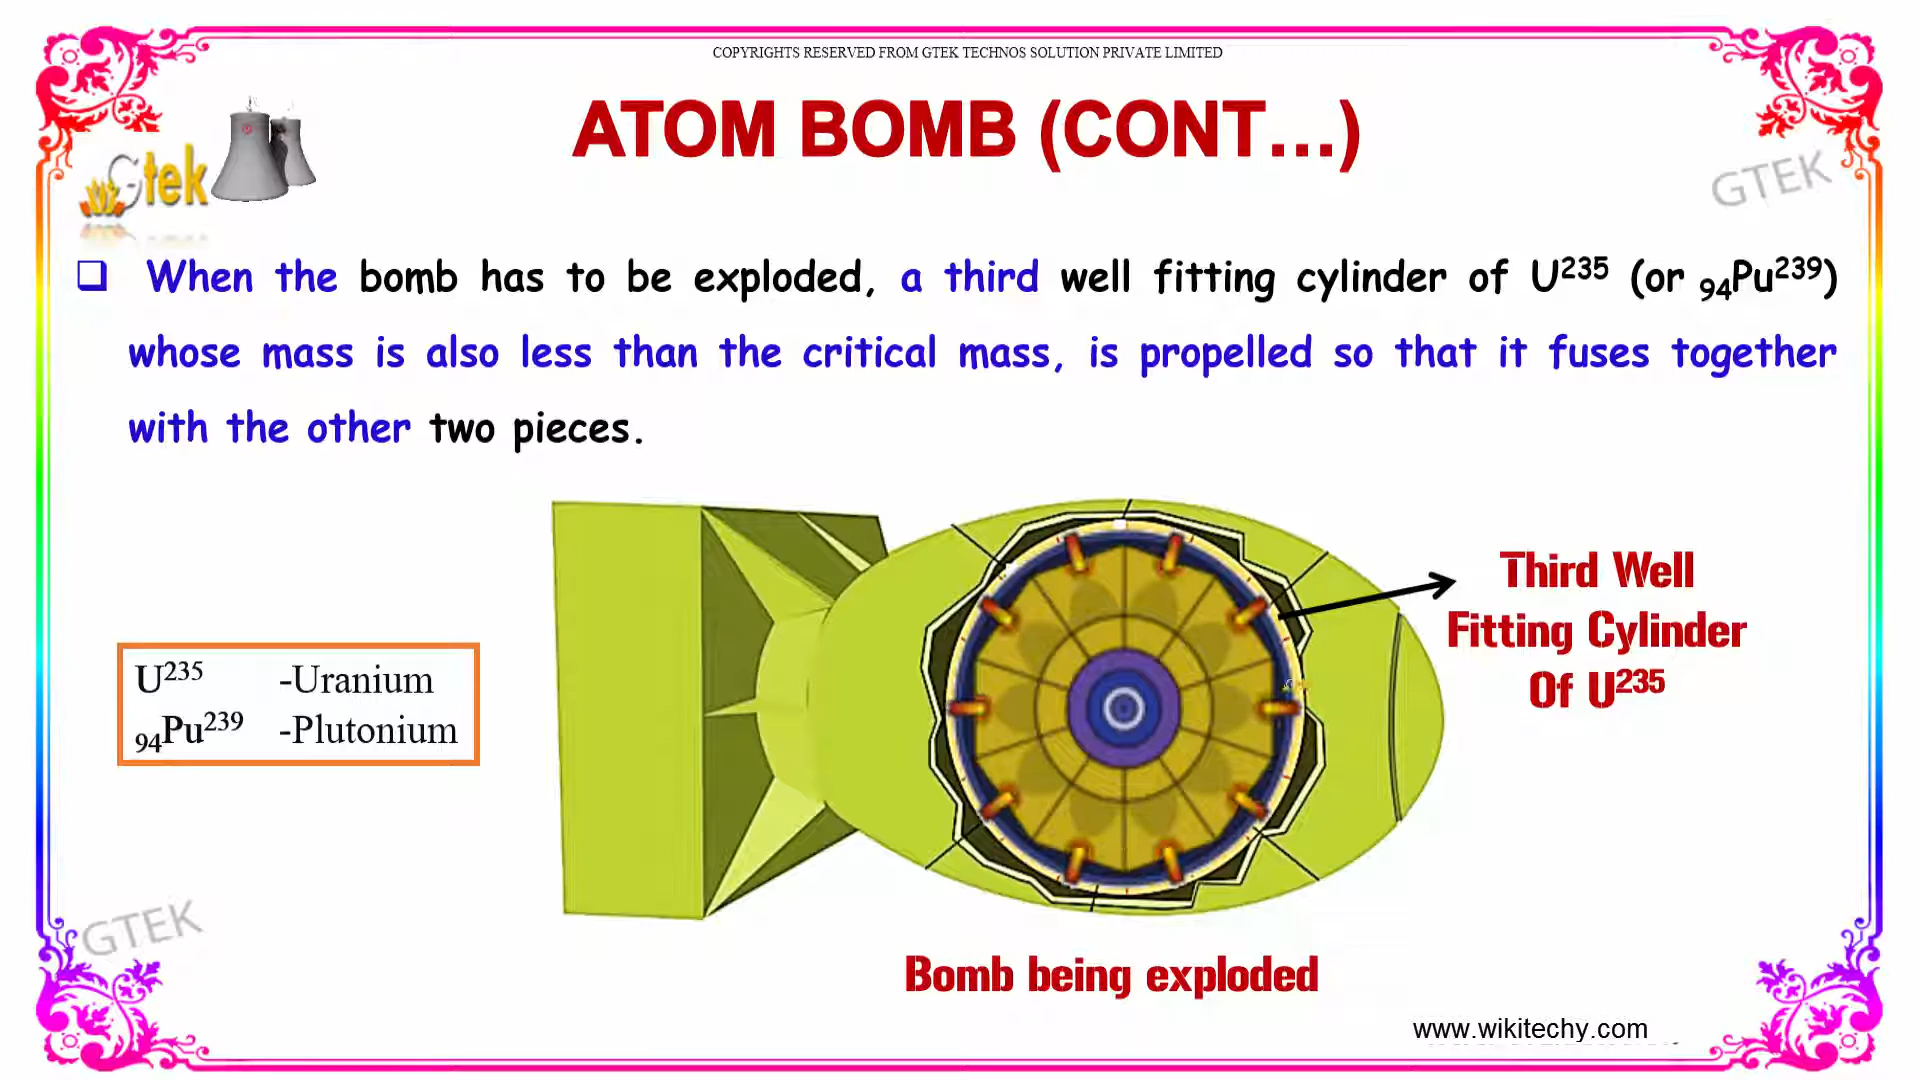 COPYRIGHTS RESERVED FROM GTEK TECHNOS SOLUTION PRIVATE LIMITED
ATOM BOMB (CONT...)
Gtek
GTEK
❑ When the bomb has to be exploded, a third well fitting cylinder of U²³⁵ (or ₉₄Pu²³⁹)
whose mass is also less than the critical mass, is propelled so that it fuses together
with the other two pieces.
Third Well
Fitting Cylinder
Of U²³⁵
U²³⁵ -Uranium
₉₄Pu²³⁹ -Plutonium
GTEK
Bomb being exploded
www.wikitechy.com